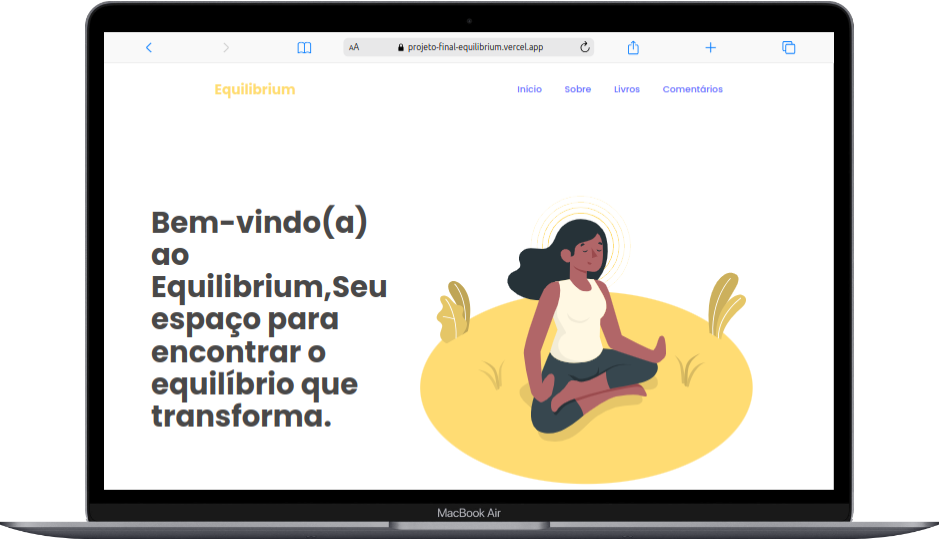 AA projeto-final-equilibrium.vercel.app
Equilibrium Início Sobre Livros Comentários
Bem-vindo(a)
ao
Equilibrium,Seu
espaço para
encontrar o
equilíbrio que
transforma.
MacBook Air